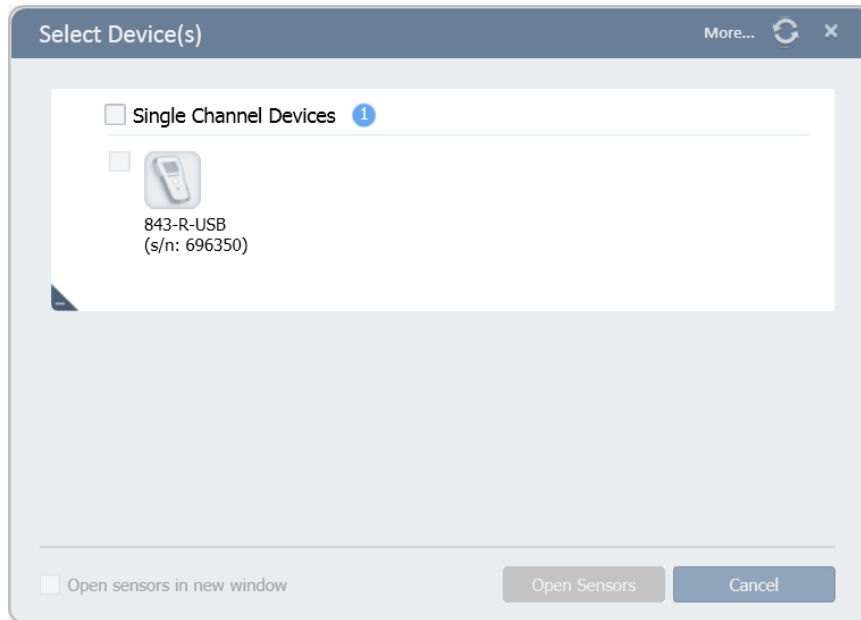 Select Device(s)
More...
Single Channel Devices 1
843-R-USB
(s/n: 696350)
Open sensors in new window
Open Sensors
Cancel